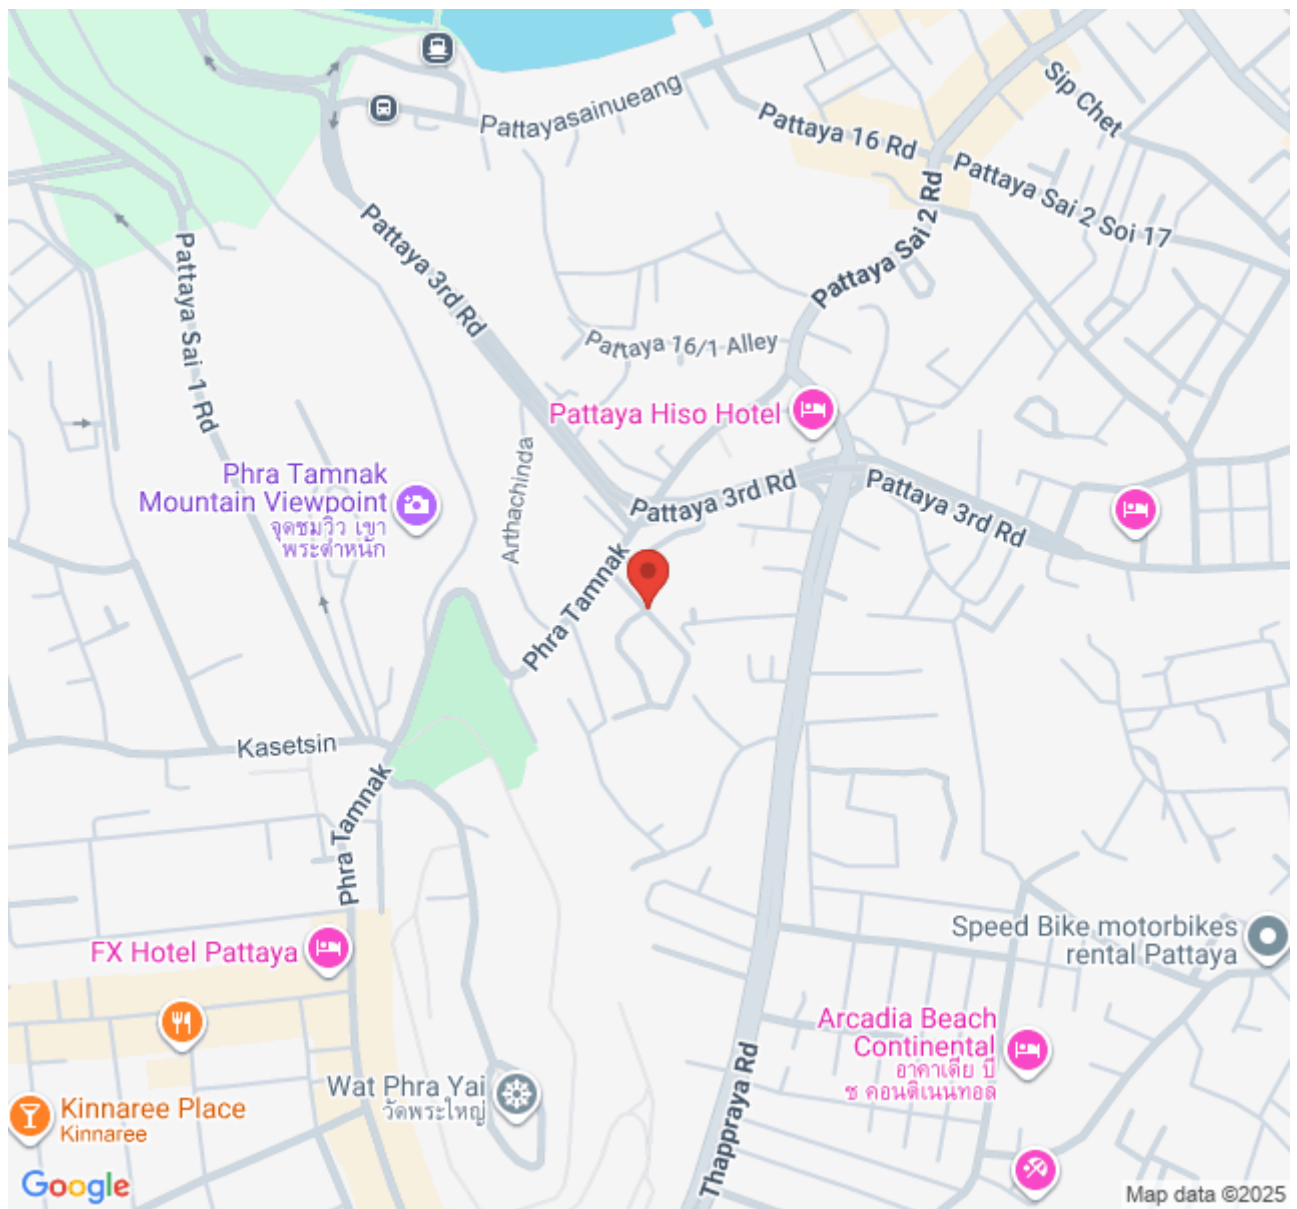 Pattayasainueang
Sip Chet
Pattaya 16 Rd
Pattaya Sai 2 Soi 17
Pattaya Sai 2 Rd
Pattaya 3rd Rd
Pattaya Sai 1 Rd
Pattaya 16/1 Alley
Pattaya Hiso Hotel
Arthachinda
Phra Tamnak
Mountain Viewpoint
จุดชมวิว เขา
พระตำหนัก
Pattaya 3rd Rd
Pattaya 3rd Rd
Phra Tamnak
Kasetsin
Phra Tamnak
FX Hotel Pattaya
Speed Bike motorbikes
rental Pattaya
Arcadia Beach
Continental
อาคาเดีย บี
ช คอนติเนนทอล
Wat Phra Yai
วัดพระใหญ่
Kinnaree Place
Kinnaree
Thappraya Rd
Google
Map data ©2025